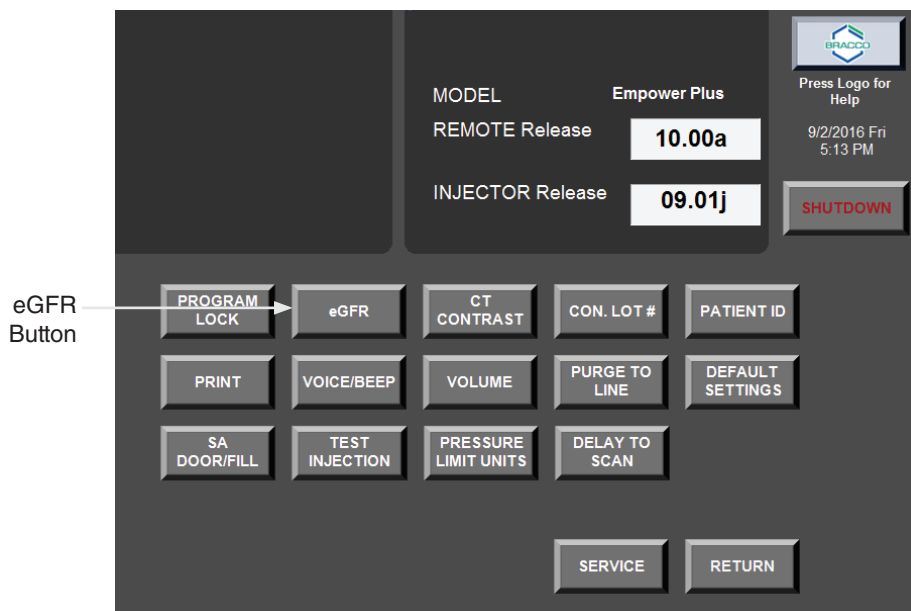 BRACCO
Press Logo for
Help
MODEL Empower Plus
REMOTE Release 10.00a
9/2/2016 Fri
5:13 PM
INJECTOR Release 09.01j
SHUTDOWN
eGFR
Button
PROGRAM
LOCK
eGFR
CT
CONTRAST
CON. LOT #
PATIENT ID
PRINT
VOICE/BEEP
VOLUME
PURGE TO
LINE
DEFAULT
SETTINGS
SA
DOOR/FILL
TEST
INJECTION
PRESSURE
LIMIT UNITS
DELAY TO
SCAN
SERVICE
RETURN